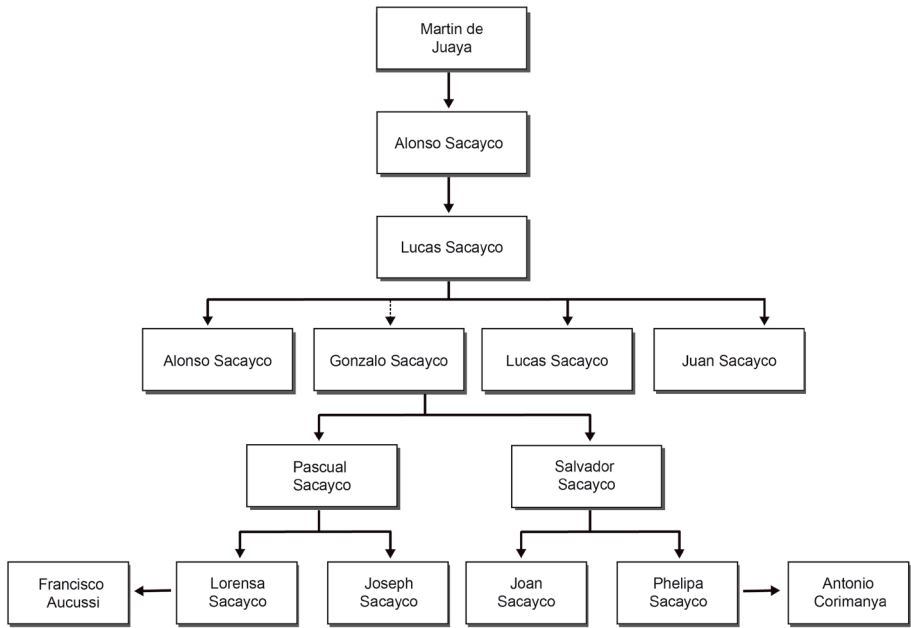 Martin de
Juaya
Alonso Sacayco
Lucas Sacayco
Alonso Sacayco
Gonzalo Sacayco
Lucas Sacayco
Juan Sacayco
Pascual
Sacayco
Salvador
Sacayco
Francisco
Aucussi
Lorensa
Sacayco
Joseph
Sacayco
Joan
Sacayco
Phelipa
Sacayco
Antonio
Corimanya